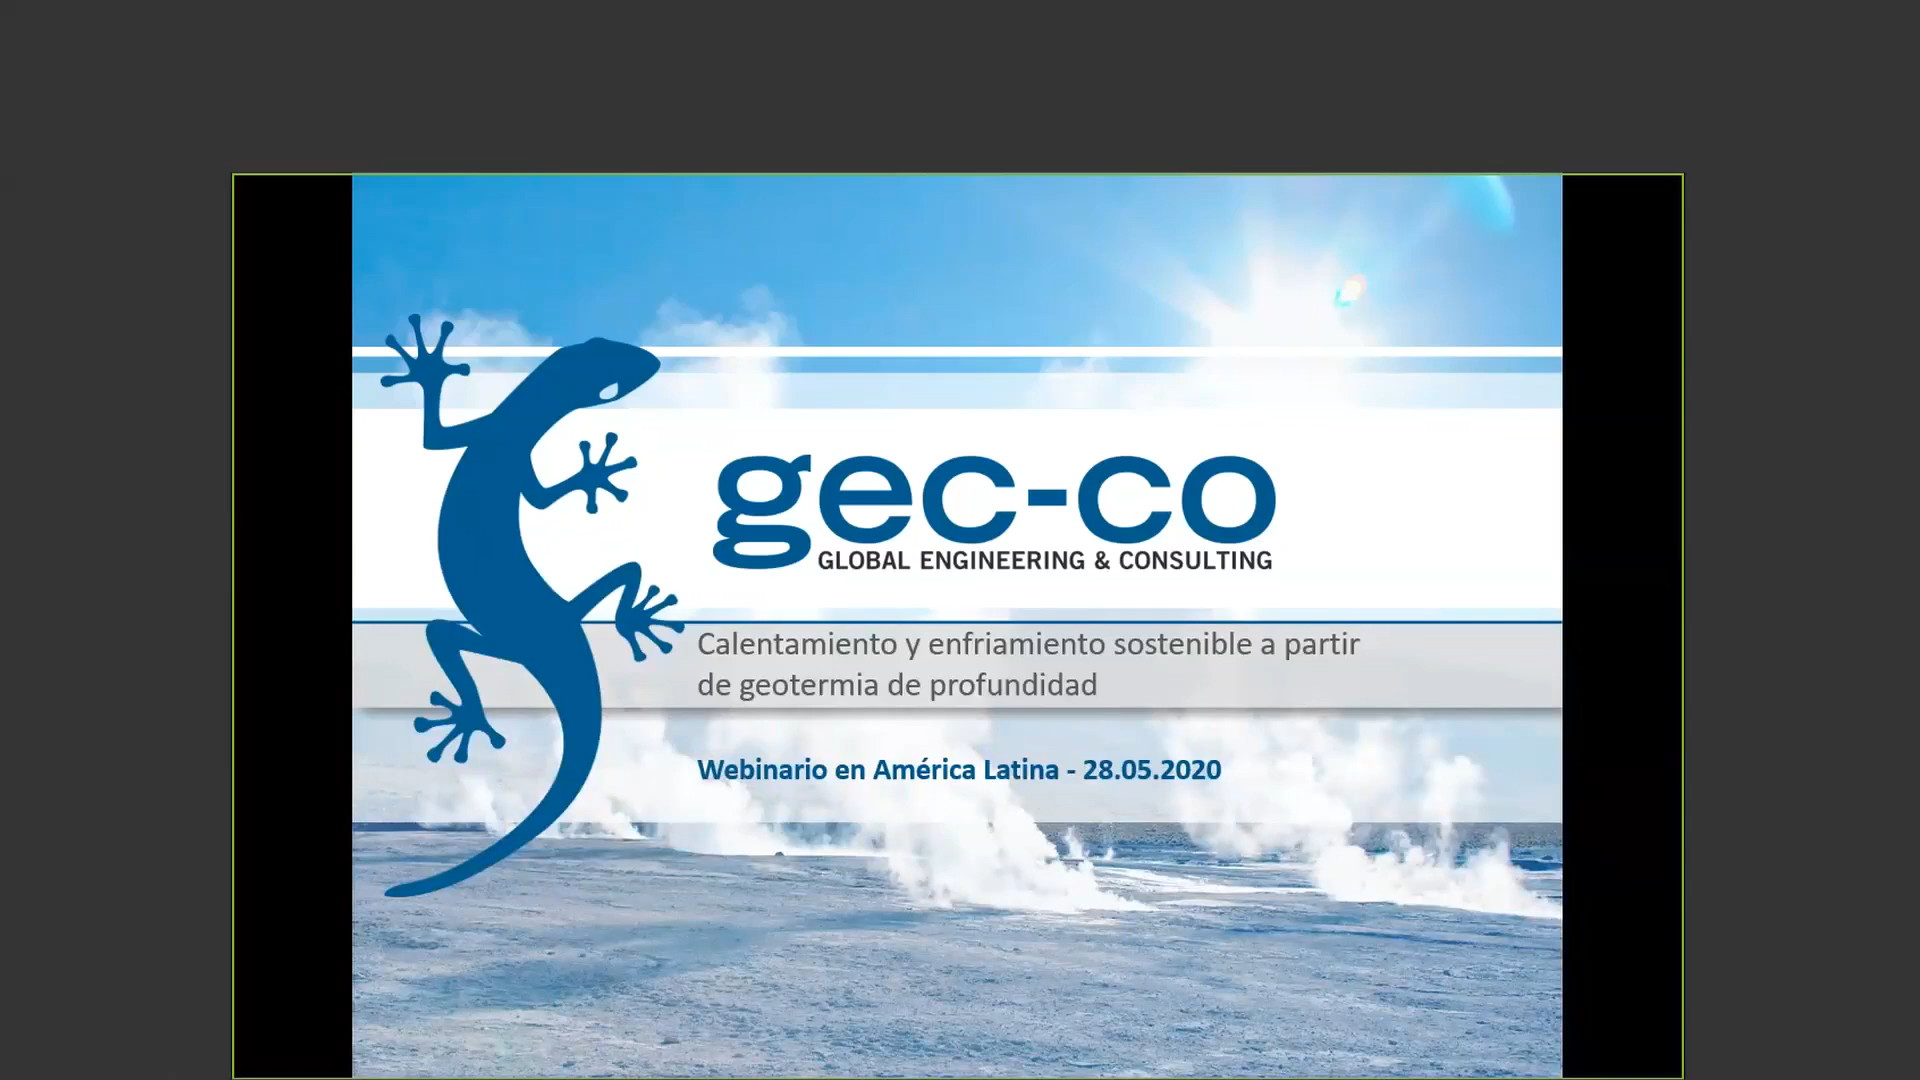 gec-co
GLOBAL ENGINEERING & CONSULTING
Calentamiento y enfriamiento sostenible a partir
de geotermia de profundidad
Webinario en América Latina - 28.05.2020